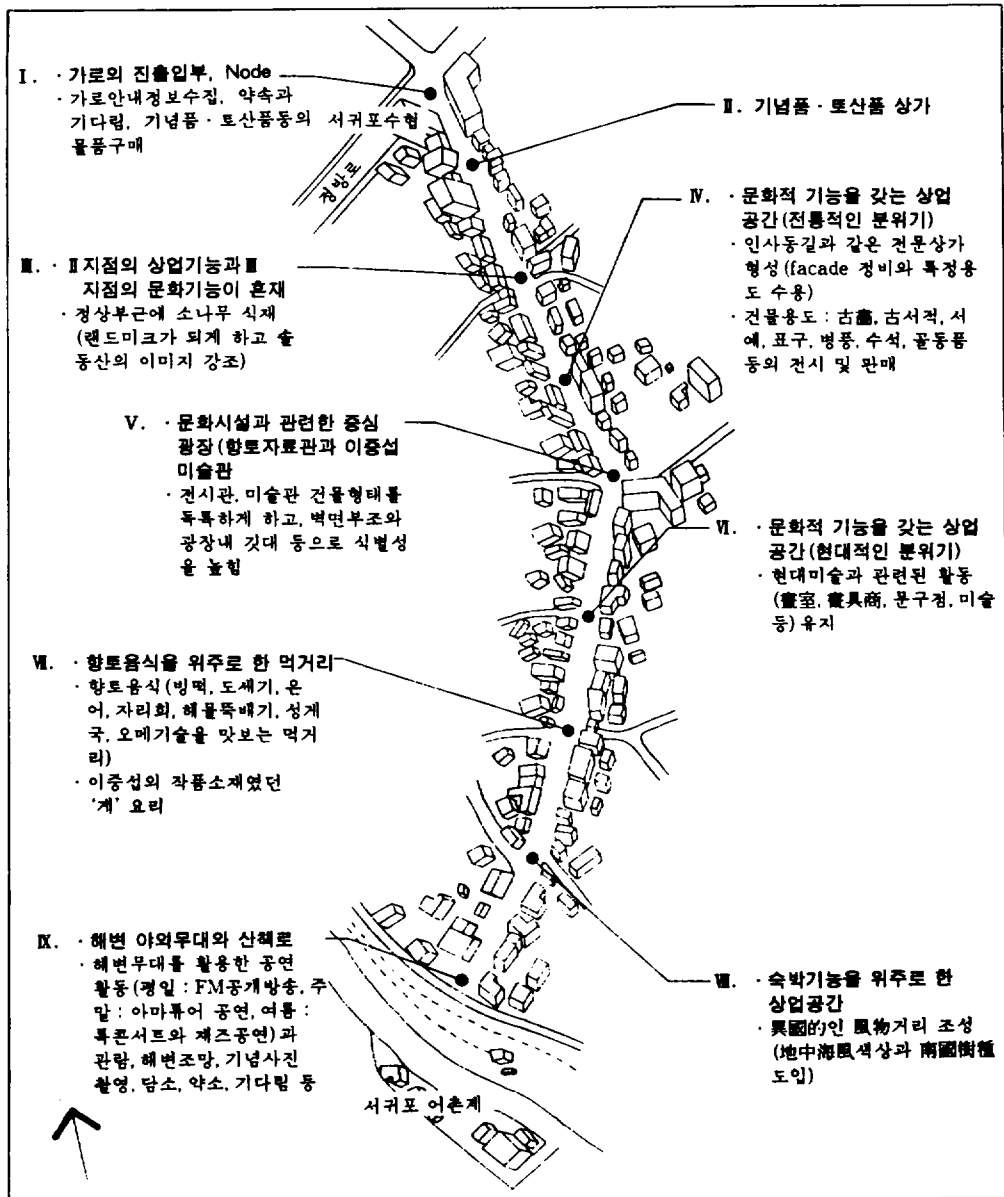 I. · 가로의 진출입부, Node
· 가로안내정보수집, 약속과
기다림, 기념품 · 토산품등의
물품구매
서귀포수협
정방로
II. 기념품 · 토산품 상가
III. · II지점의 상업기능과 III
지점의 문화기능이 혼재
· 정상부근에 소나무 식재
(랜드미크가 되게 하고 솔
동산의 이미지 강조)
IV. · 문화적 기능을 갖는 상업
공간(전통적인 분위기)
· 인사동길과 같은 전문상가
형성(facade 정비와 특정용
도 수용)
· 건물용도 : 古畵, 古서적, 서
예, 표구, 병풍, 수석, 골동품
등의 전시 및 판매
V. · 문화시설과 관련한 중심
광장(향토자료관과 이중섭
미술관
· 전시관, 미술관 건물형태를
독특하게 하고, 벽면부조와
광장내 깃대 등으로 식별성
을 높힘
VI. · 문화적 기능을 갖는 상업
공간(현대적인 분위기)
· 현대미술과 관련된 활동
(畫室, 畫具商, 문구점, 미술
등) 유지
VII. · 향토음식을 위주로 한 먹거리
· 향토음식(빙떡, 도세기, 은
어, 자리회, 해물뚝배기, 성게
국, 오메기술을 맛보는 먹거
리)
· 이중섭의 작품소재였던
'게' 요리
VIII. · 숙박기능을 위주로 한
상업공간
· 異國的인 風物거리 조성
(地中海風색상과 南國樹種
도입)
IX. · 해변 야외무대와 산책로
· 해변무대를 활용한 공연
활동(평일 : FM공개방송, 주
말 : 아마튜어 공연, 여름 :
록콘서트와 재즈공연)과
관람, 해변조망, 기념사진
촬영, 담소, 약소, 기다림 등
서귀포 어촌계